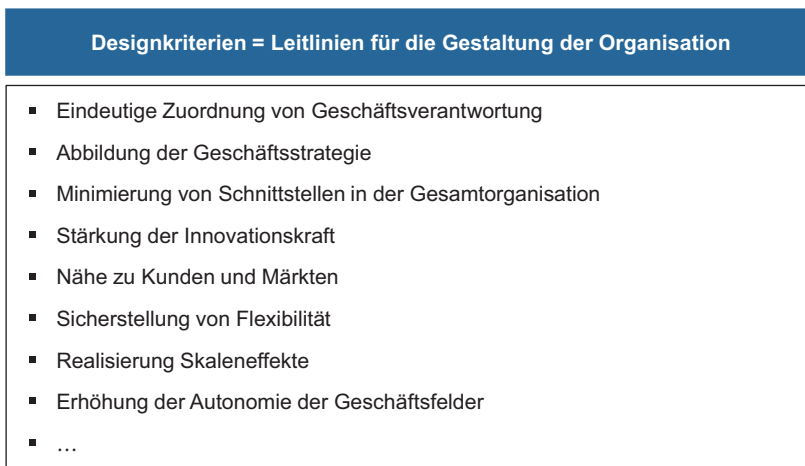 Designkriterien = Leitlinien für die Gestaltung der Organisation
▪ Eindeutige Zuordnung von Geschäftsverantwortung
▪ Abbildung der Geschäftsstrategie
▪ Minimierung von Schnittstellen in der Gesamtorganisation
▪ Stärkung der Innovationskraft
▪ Nähe zu Kunden und Märkten
▪ Sicherstellung von Flexibilität
▪ Realisierung Skaleneffekte
▪ Erhöhung der Autonomie der Geschäftsfelder
▪ …